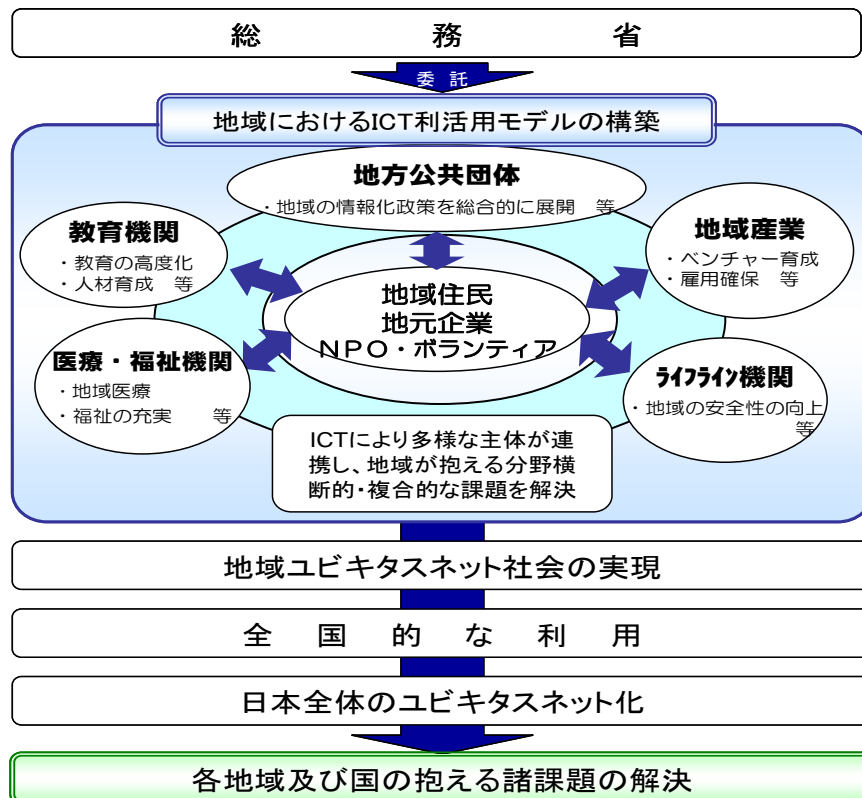 総務省
委託
地域におけるICT利活用モデルの構築
地方公共団体
・地域の情報化政策を総合的に展開 等
教育機関
・教育の高度化
・人材育成 等
地域産業
・ベンチャー育成
・雇用確保 等
地域住民
地元企業
NPO・ボランティア
医療・福祉機関
・地域医療
・福祉の充実 等
ライフライン機関
・地域の安全性の向上
等
ICTにより多様な主体が連
携し、地域が抱える分野横
断的・複合的な課題を解決
地域ユビキタスネット社会の実現
全国的な利用
日本全体のユビキタスネット化
各地域及び国の抱える諸課題の解決